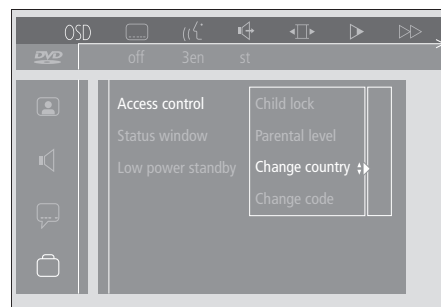 OSD
DVD off 3en st
Access control Child lock
Status window Parental level
Low power standby Change country
Change code